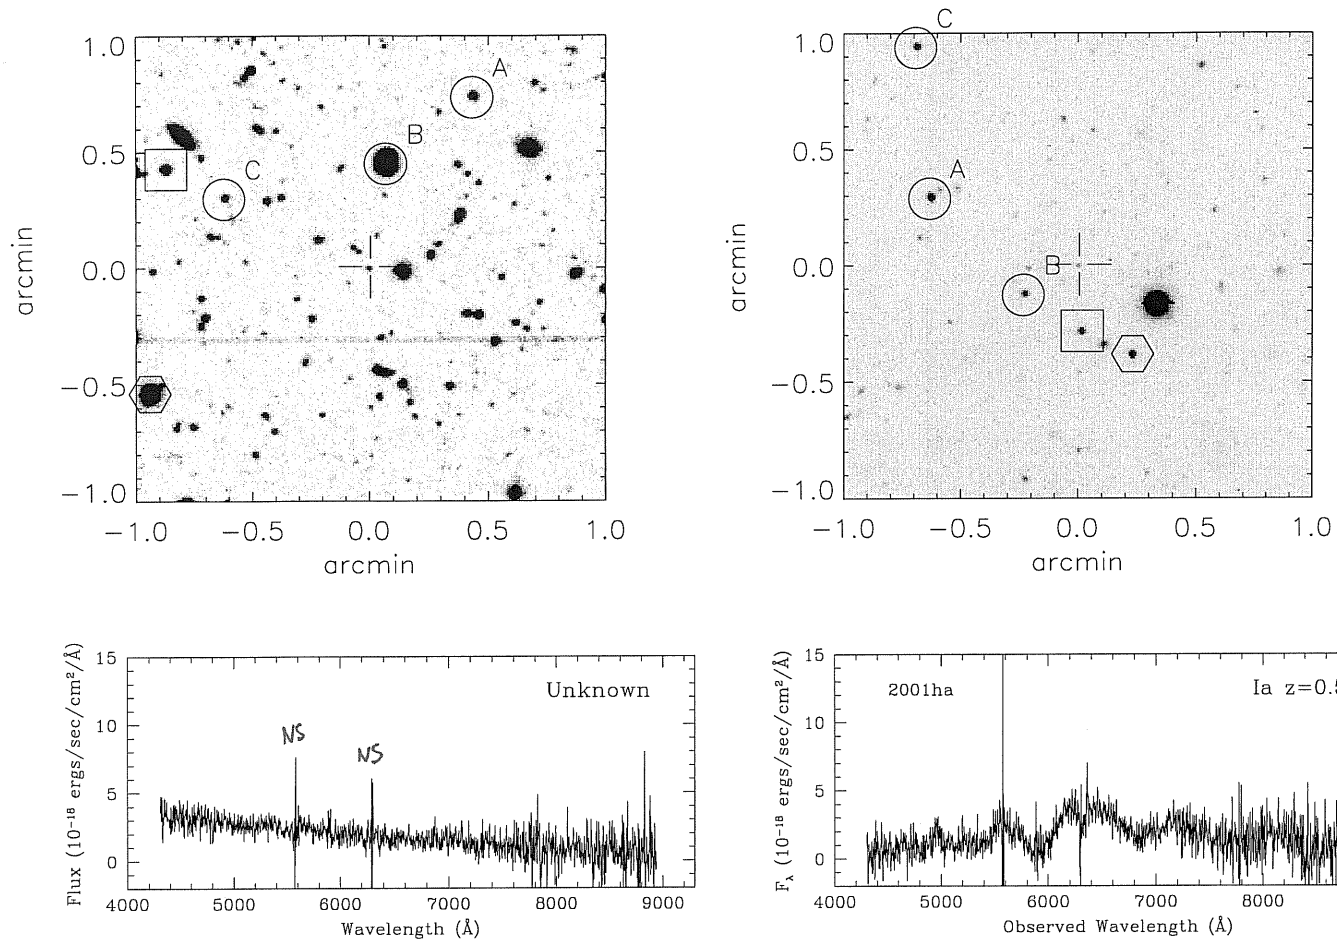 C
A
B
C
1.0
0.5
0.0
−0.5
−1.0
arcmin
−1.0 −0.5 0.0 0.5 1.0
arcmin
A
B
1.0
0.5
0.0
−0.5
−1.0
arcmin
−1.0 −0.5 0.0 0.5 1.0
arcmin
Unknown
NS
NS
15
10
5
0
Flux (10⁻¹⁸ ergs/sec/cm²/Å)
4000 5000 6000 7000 8000 9000
Wavelength (Å)
2001ha
Ia z=0.5
15
10
5
0
F_λ (10⁻¹⁸ ergs/sec/cm²/Å)
4000 5000 6000 7000 8000
Observed Wavelength (Å)